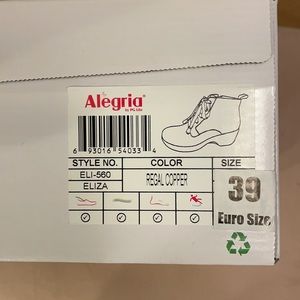 Alegria®
by PG Lite
6 93016 54033 4
STYLE NO. COLOR SIZE
ELI-560 REGAL COPPER 39
ELIZA
Euro Size